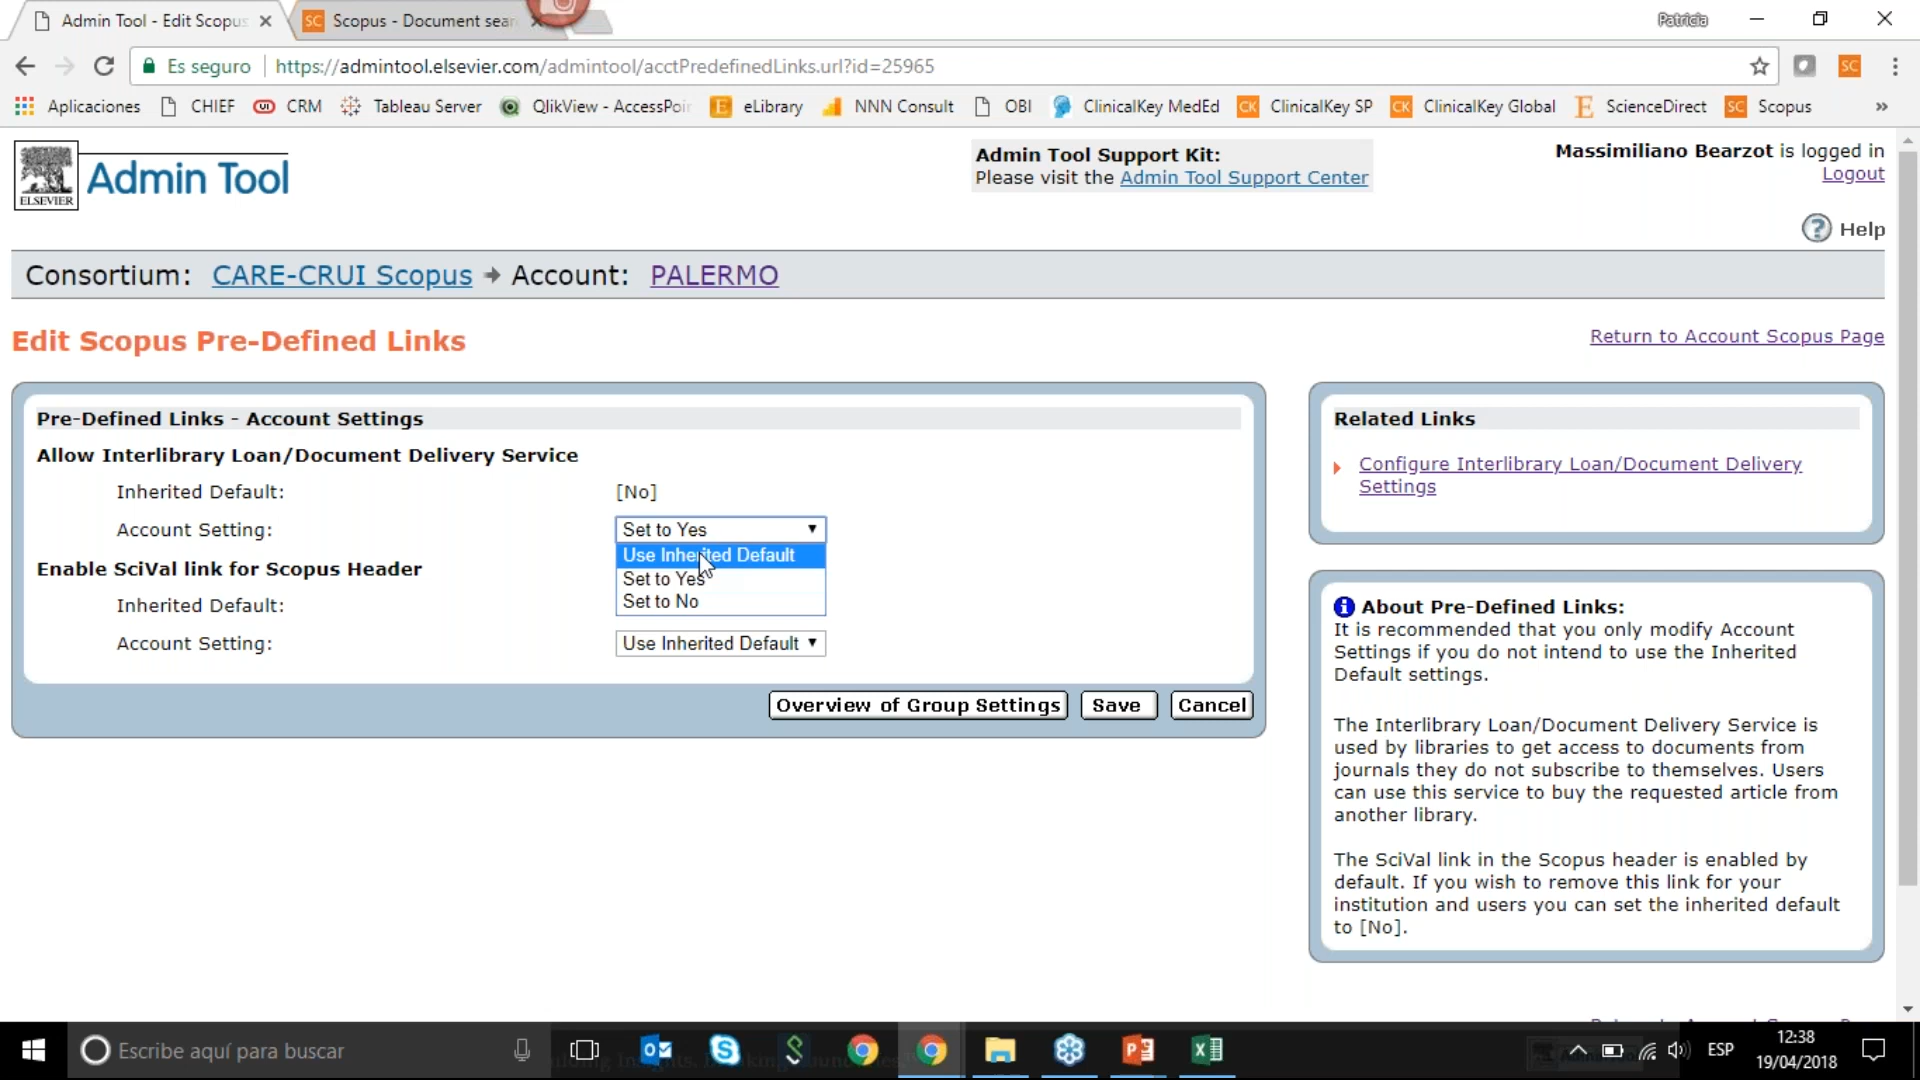 Admin Tool - Edit Scopus
SC Scopus - Document sear
Patricia
Es seguro
https://admintool.elsevier.com/admintool/acctPredefinedLinks.url?id=25965
SC
Aplicaciones
CHIEF
CRM
Tableau Server
QlikView - AccessPoi
eLibrary
NNN Consult
OBI
ClinicalKey MedEd
CK ClinicalKey SP
CK ClinicalKey Global
ScienceDirect
SC Scopus
»
ELSEVIER
Admin Tool
Admin Tool Support Kit:
Please visit the Admin Tool Support Center
Massimiliano Bearzot is logged in
Logout
? Help
Consortium: CARE-CRUI Scopus → Account: PALERMO
Edit Scopus Pre-Defined Links
Return to Account Scopus Page
Pre-Defined Links - Account Settings
Allow Interlibrary Loan/Document Delivery Service
Inherited Default: [No]
Account Setting: Set to Yes
Use Inherited Default
Set to Yes
Set to No
Enable SciVal link for Scopus Header
Inherited Default:
Account Setting: Use Inherited Default
Overview of Group Settings
Save
Cancel
Related Links
Configure Interlibrary Loan/Document Delivery
Settings
About Pre-Defined Links:
It is recommended that you only modify Account
Settings if you do not intend to use the Inherited
Default settings.
The Interlibrary Loan/Document Delivery Service is
used by libraries to get access to documents from
journals they do not subscribe to themselves. Users
can use this service to buy the requested article from
another library.
The SciVal link in the Scopus header is enabled by
default. If you wish to remove this link for your
institution and users you can set the inherited default
to [No].
Escribe aquí para buscar
ESP
12:38
19/04/2018